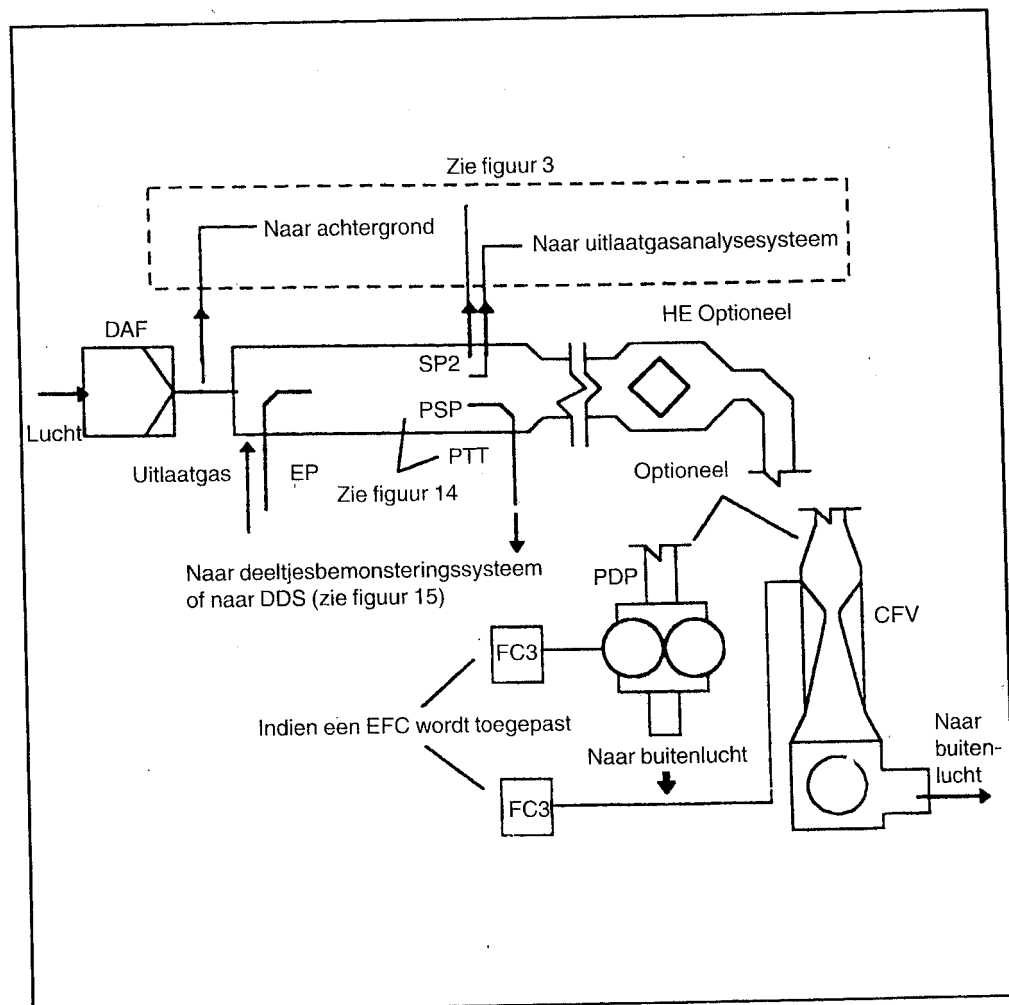 Zie figuur 3
Naar achtergrond
Naar uitlaatgasanalysesysteem
DAF
HE Optioneel
SP2
PSP
Lucht
Uitlaatgas
EP
PTT
Zie figuur 14
Optioneel
Naar deeltjesbemonsteringssysteem
of naar DDS (zie figuur 15)
PDP
CFV
FC3
Indien een EFC wordt toegepast
Naar buitenlucht
Naar
buiten-
lucht
FC3